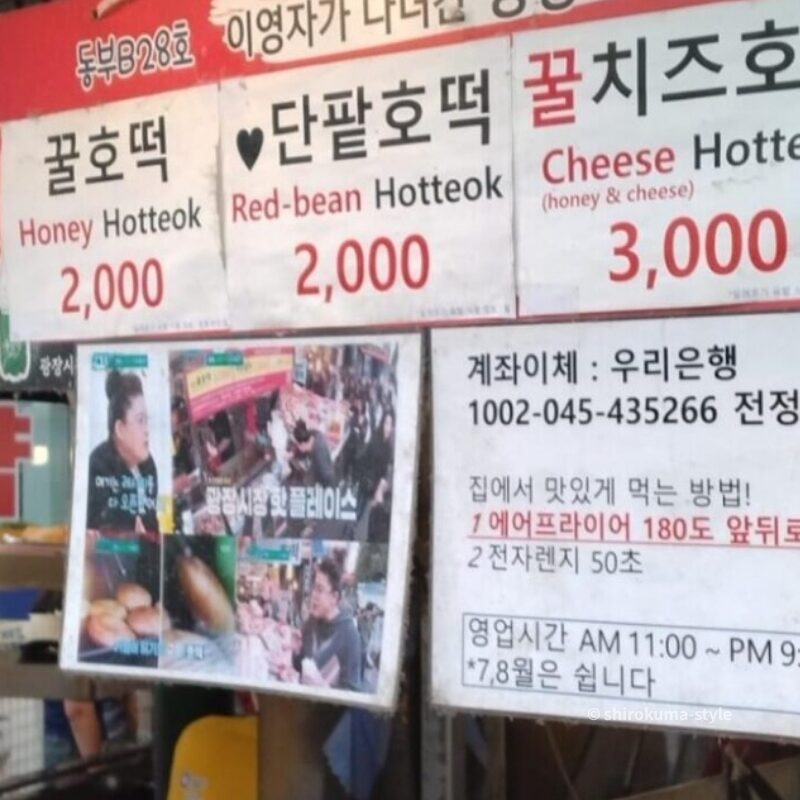 동부B28호
이영자가 다녀간
꿀호떡
Honey Hotteok
2,000
♥단팥호떡
Red-bean Hotteok
2,000
꿀치즈호
Cheese Hotte
(honey & cheese)
3,000
광장시
광장시장 핫 플레이스
계좌이체 : 우리은행
1002-045-435266 전정
집에서 맛있게 먹는 방법!
1 에어프라이어 180도 앞뒤로
2 전자렌지 50초
영업시간 AM 11:00 ~ PM 9:
*7,8월은 쉽니다
© shirokuma-style